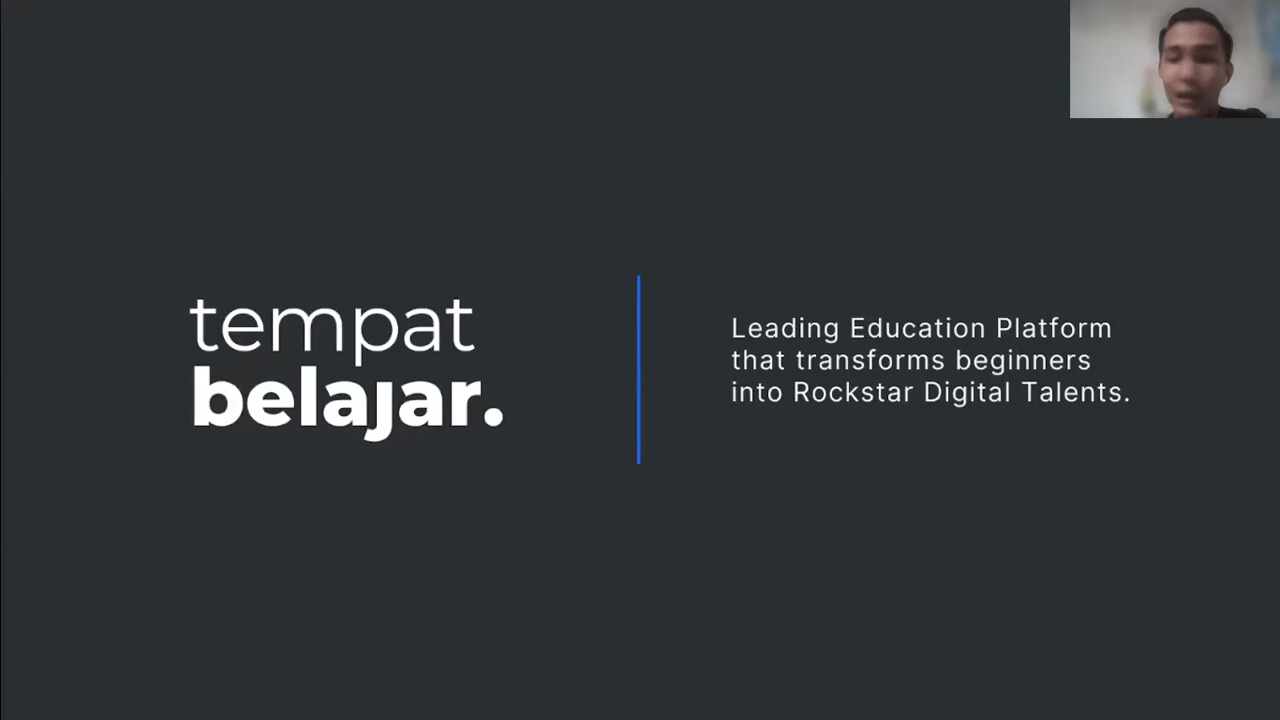 tempat
belajar.
Leading Education Platform
that transforms beginners
into Rockstar Digital Talents.